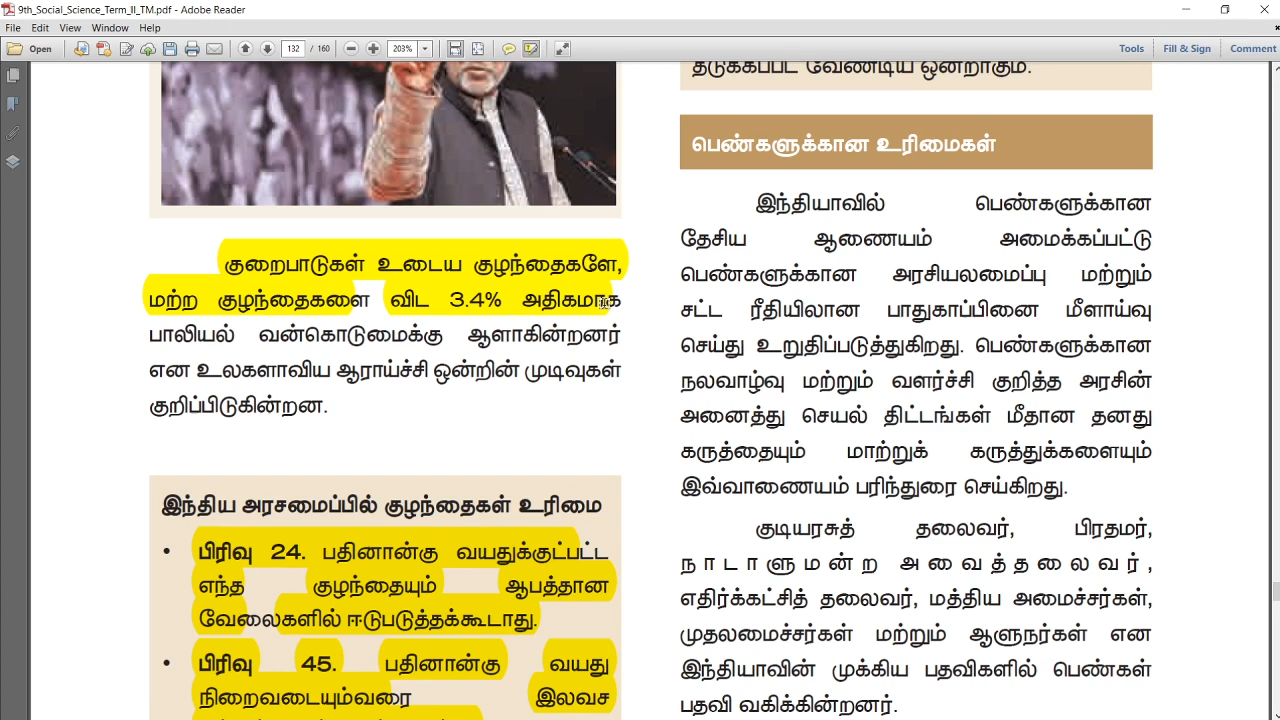 9th_Social_Science_Term_II_TM.pdf - Adobe Reader
File Edit View Window Help
Open 132 / 160 203% Tools Fill & Sign Comment
குறைபாடுகள் உடைய குழந்தைகளே,
மற்ற குழந்தைகளை விட 3.4% அதிகமாக
பாலியல் வன்கொடுமைக்கு ஆளாகின்றனர்
என உலகளாவிய ஆராய்ச்சி ஒன்றின் முடிவுகள்
குறிப்பிடுகின்றன.
இந்திய அரசமைப்பில் குழந்தைகள் உரிமை
• பிரிவு 24. பதினான்கு வயதுக்குட்பட்ட
எந்த குழந்தையும் ஆபத்தான
வேலைகளில் ஈடுபடுத்தக்கூடாது.
• பிரிவு 45. பதினான்கு வயது
நிறைவடையும்வரை இலவச
தடுக்கப்பட வேண்டிய ஒன்றாகும்.
பெண்களுக்கான உரிமைகள்
இந்தியாவில் பெண்களுக்கான
தேசிய ஆணையம் அமைக்கப்பட்டு
பெண்களுக்கான அரசியலமைப்பு மற்றும்
சட்ட ரீதியிலான பாதுகாப்பினை மீளாய்வு
செய்து உறுதிப்படுத்துகிறது. பெண்களுக்கான
நலவாழ்வு மற்றும் வளர்ச்சி குறித்த அரசின்
அனைத்து செயல் திட்டங்கள் மீதான தனது
கருத்தையும் மாற்றுக் கருத்துக்களையும்
இவ்வாணையம் பரிந்துரை செய்கிறது.
குடியரசுத் தலைவர், பிரதமர்,
நாடாளுமன்ற அவைத்தலைவர்,
எதிர்க்கட்சித் தலைவர், மத்திய அமைச்சர்கள்,
முதலமைச்சர்கள் மற்றும் ஆளுநர்கள் என
இந்தியாவின் முக்கிய பதவிகளில் பெண்கள்
பதவி வகிக்கின்றனர்.